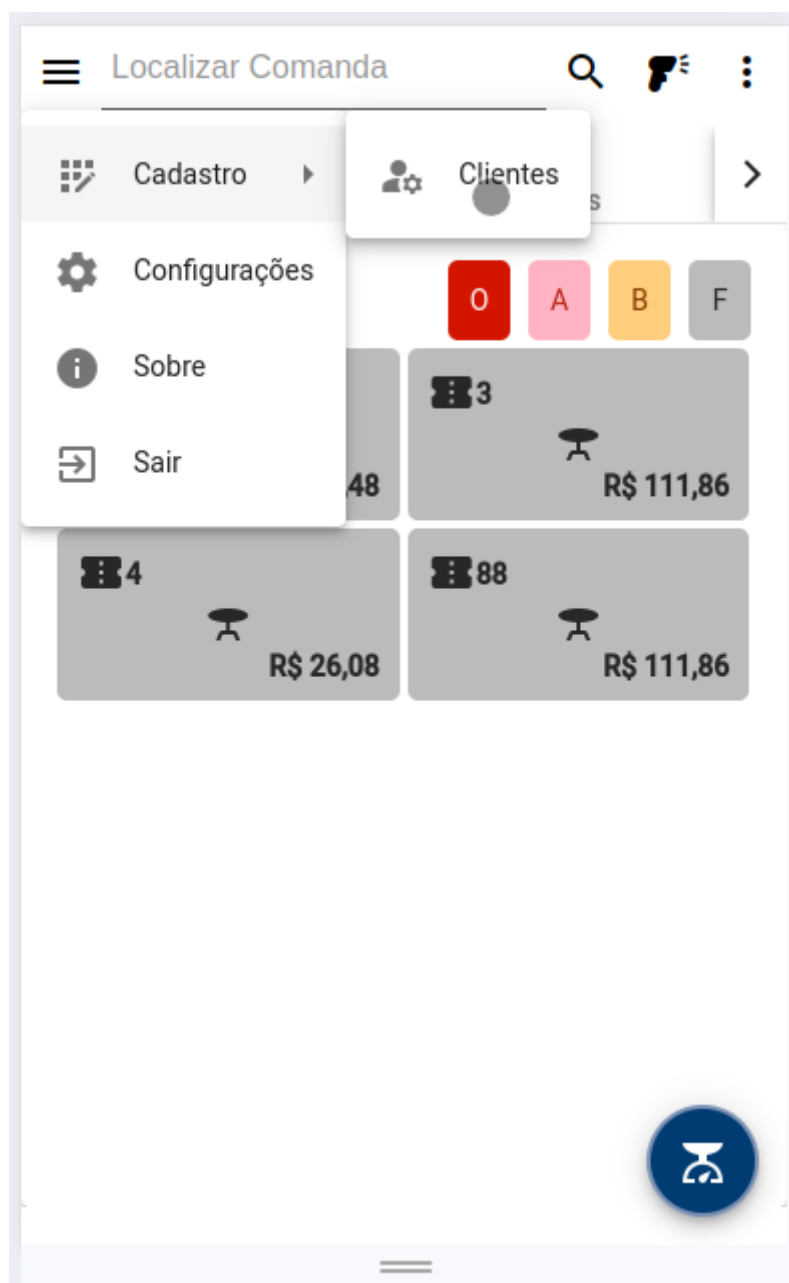 Localizar Comanda
Cadastro
Clientes
s
Configurações
O A B F
Sobre
3
Sair
,48
R$ 111,86
4
88
R$ 26,08
R$ 111,86